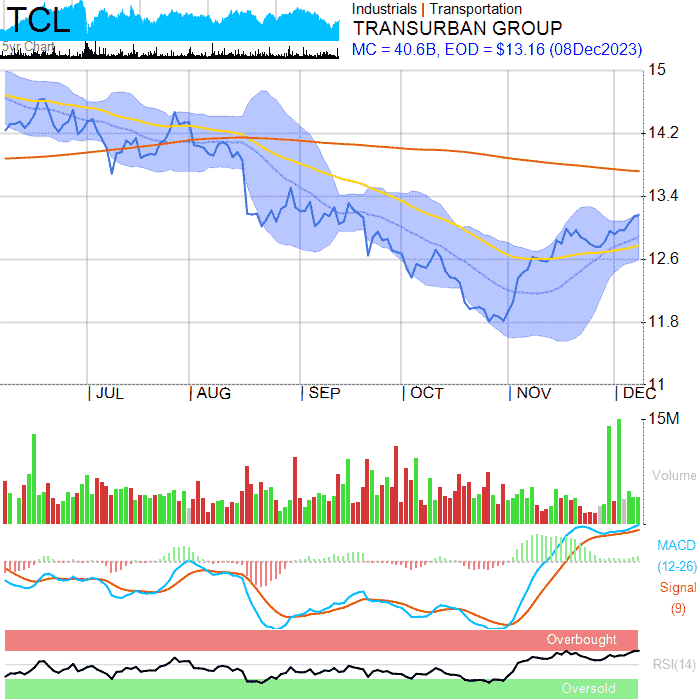 TCL
5yr Chart
Industrials | Transportation
TRANSURBAN GROUP
MC = 40.6B, EOD = $13.16 (08Dec2023)
15
14.2
13.4
12.6
11.8
11
| JUL | AUG | SEP | OCT | NOV | DEC
15M
Volume
MACD
(12-26)
Signal
(9)
Overbought
RSI(14)
Oversold